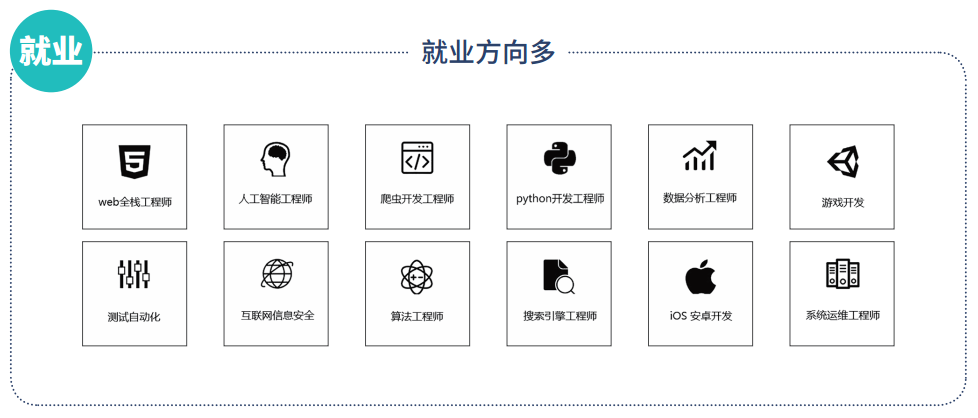 就业
就业方向多
web全栈工程师
人工智能工程师
爬虫开发工程师
python开发工程师
数据分析工程师
游戏开发
测试自动化
互联网信息安全
算法工程师
搜索引擎工程师
iOS 安卓开发
系统运维工程师